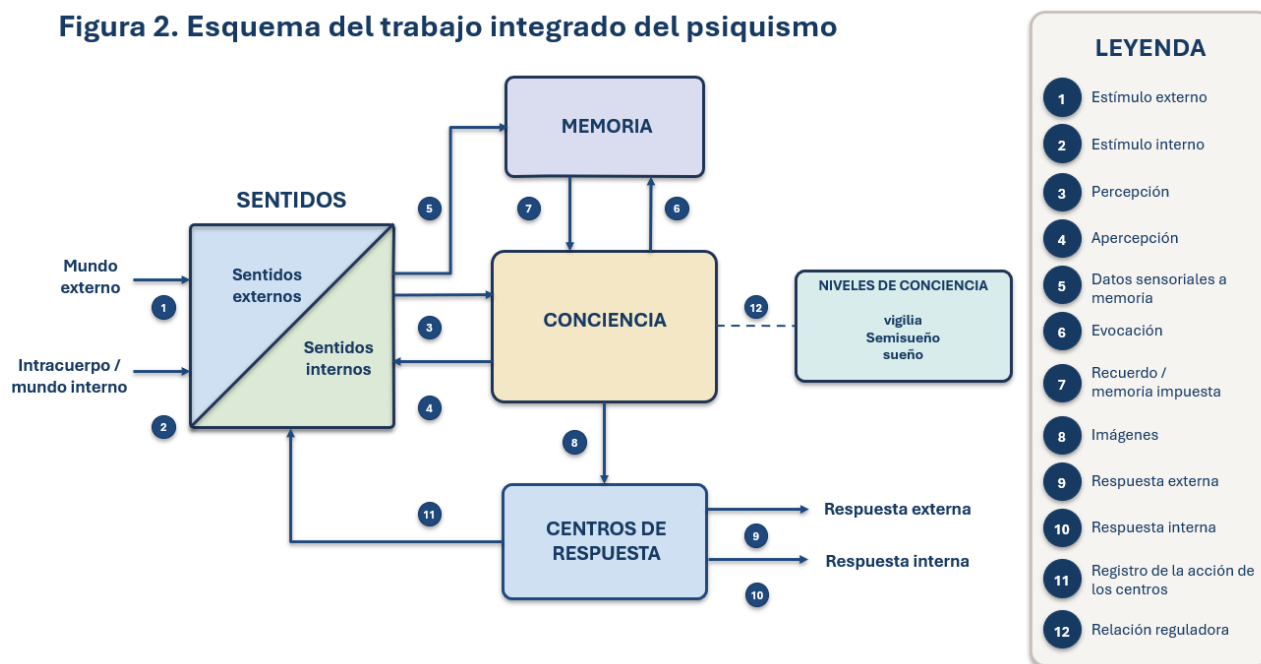 Figura 2. Esquema del trabajo integrado del psiquismo
MEMORIA
SENTIDOS
5
7
6
Mundo
externo
1
Sentidos
externos
Sentidos
internos
3
4
CONCIENCIA
12
NIVELES DE CONCIENCIA
vigilia
Semisueño
sueño
Intracuerpo /
mundo interno
2
8
11
CENTROS DE
RESPUESTA
Respuesta externa
9
Respuesta interna
10
LEYENDA
1 Estímulo externo
2 Estímulo interno
3 Percepción
4 Apercepción
5 Datos sensoriales a
memoria
6 Evocación
7 Recuerdo /
memoria impuesta
8 Imágenes
9 Respuesta externa
10 Respuesta interna
11 Registro de la acción de
los centros
12 Relación reguladora